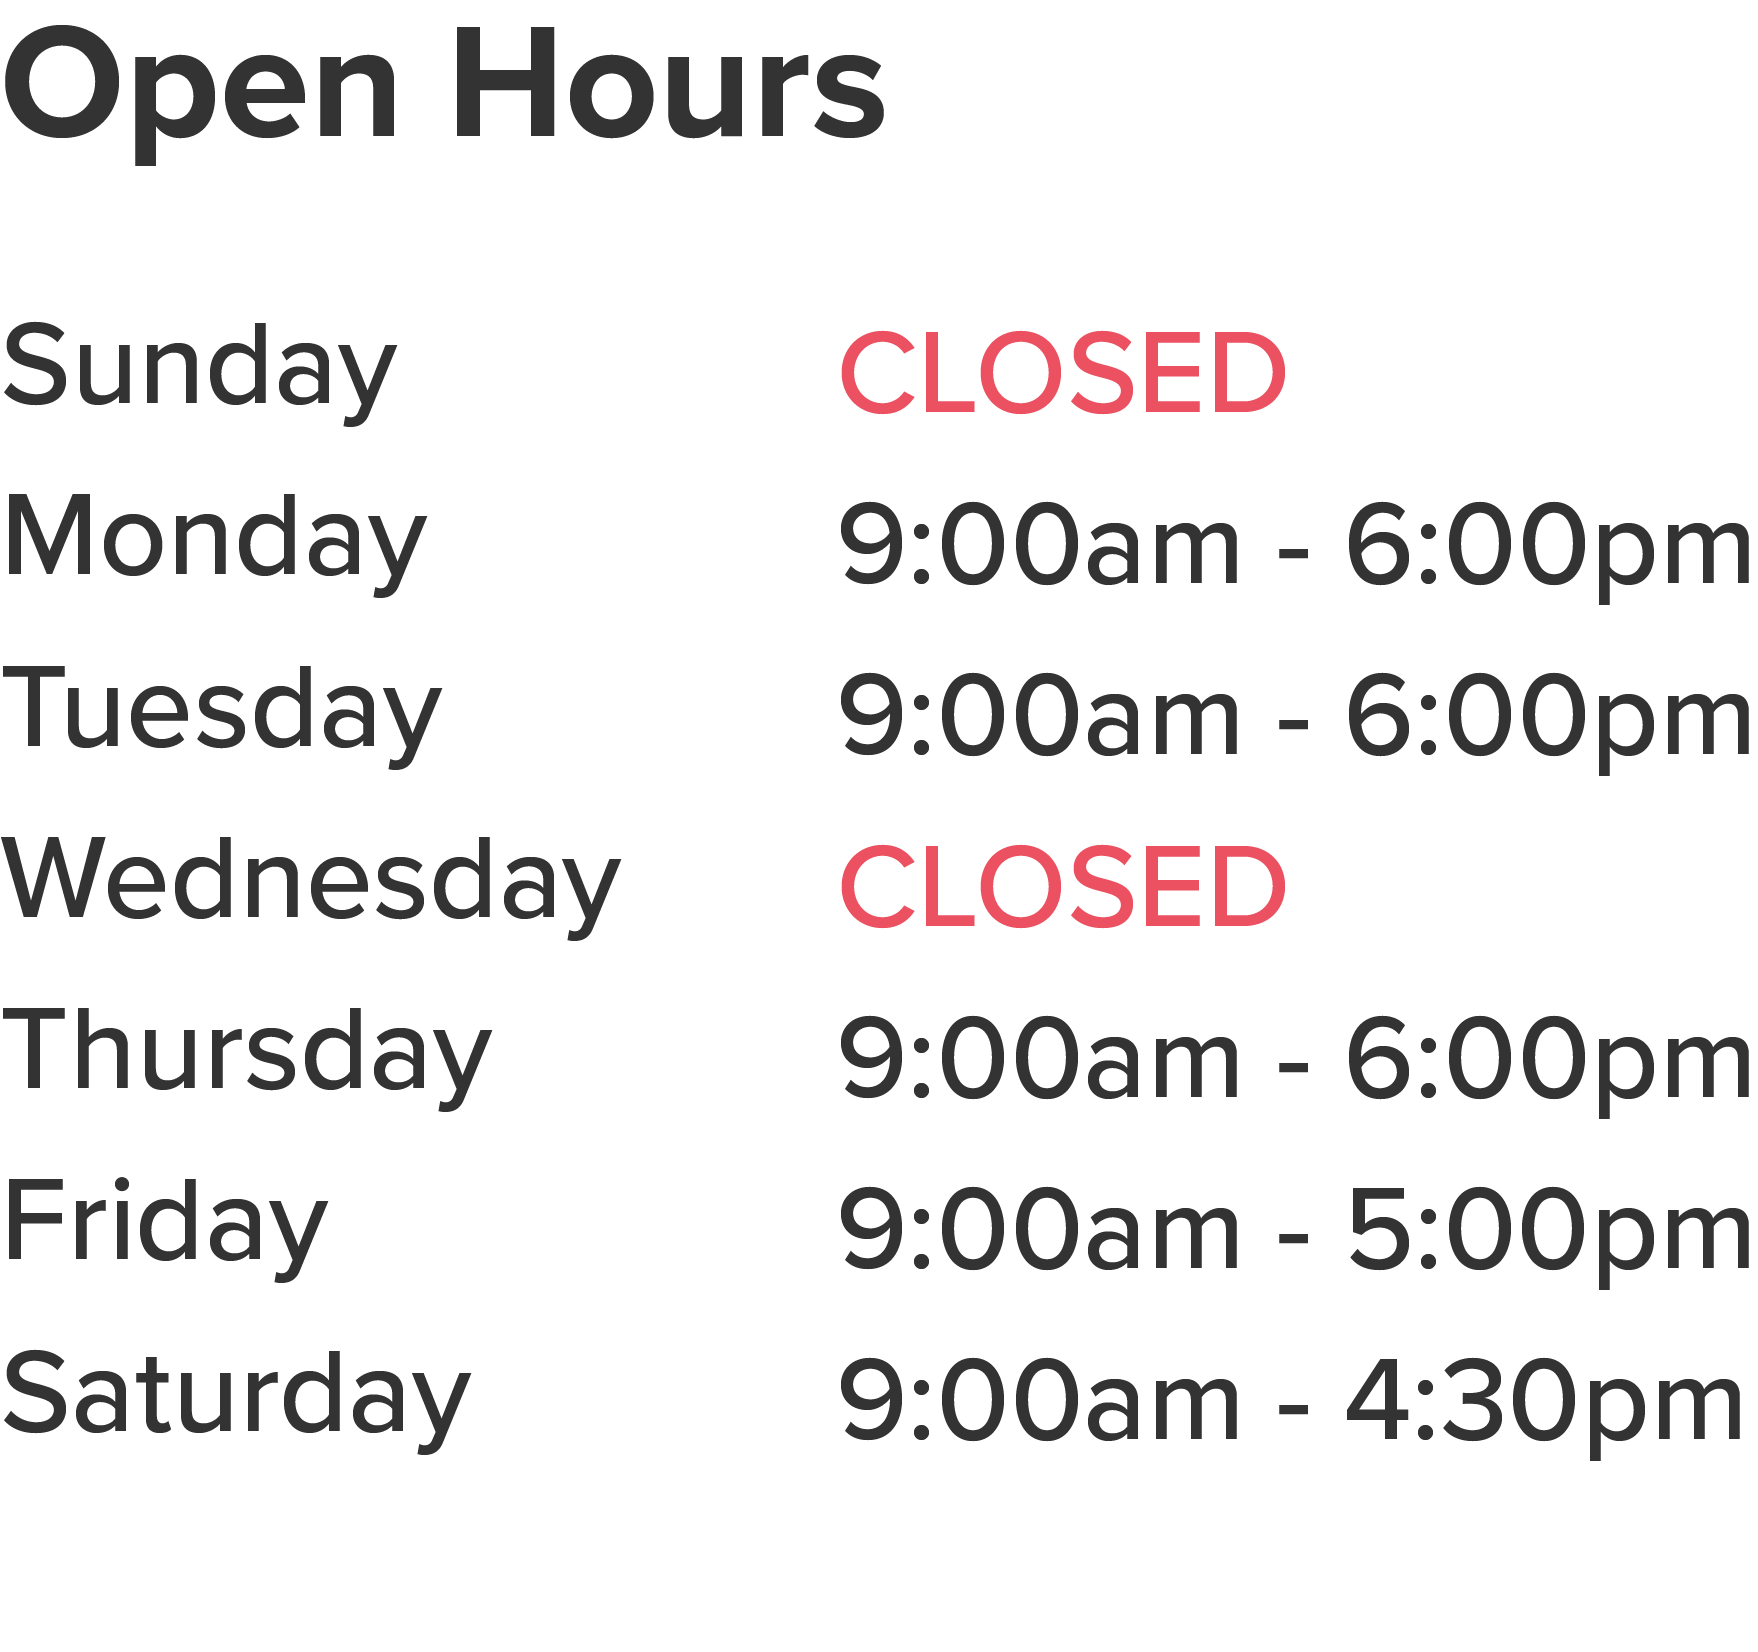 Open Hours
Sunday CLOSED
Monday 9:00am - 6:00pm
Tuesday 9:00am - 6:00pm
Wednesday CLOSED
Thursday 9:00am - 6:00pm
Friday 9:00am - 5:00pm
Saturday 9:00am - 4:30pm